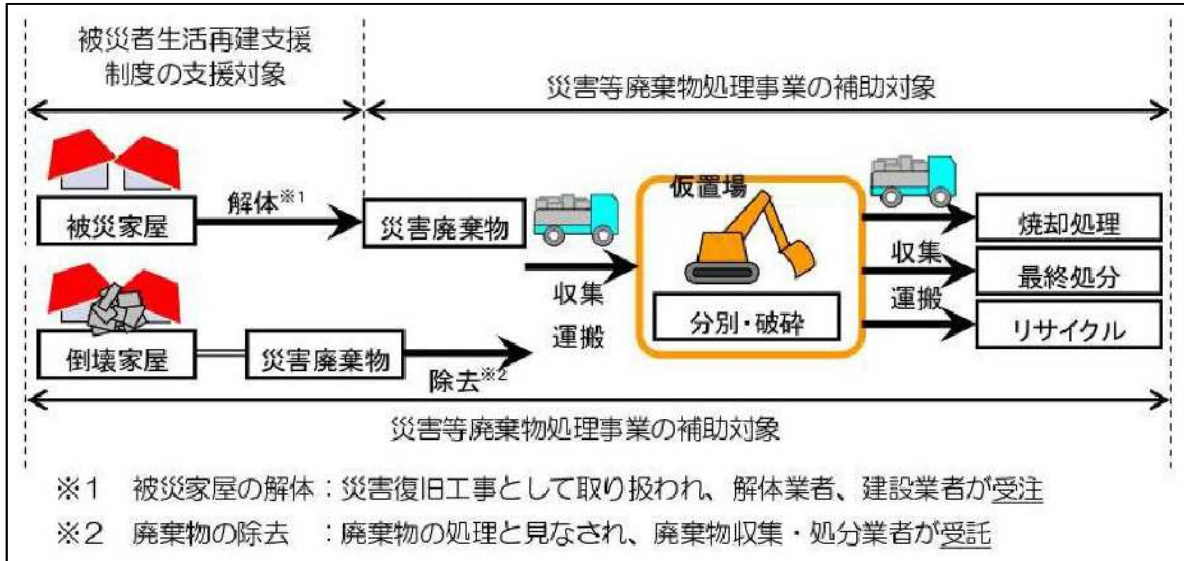 被災者生活再建支援
制度の支援対象
災害等廃棄物処理事業の補助対象
被災家屋
解体※1
災害廃棄物
収集
運搬
仮置場
分別・破砕
収集
運搬
焼却処理
最終処分
リサイクル
倒壊家屋
災害廃棄物
除去※2
災害等廃棄物処理事業の補助対象
※1 被災家屋の解体：災害復旧工事として取り扱われ、解体業者、建設業者が受注
※2 廃棄物の除去 ：廃棄物の処理と見なされ、廃棄物収集・処分業者が受託